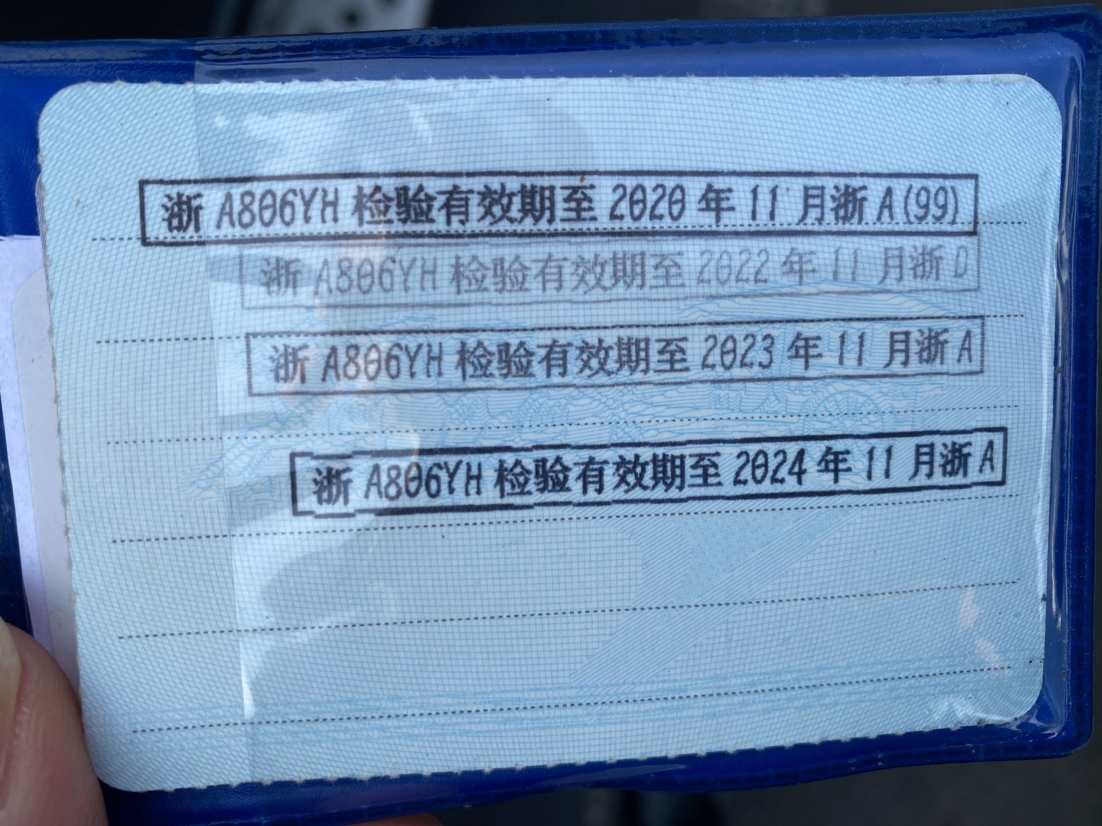 浙 A806YH 检验有效期至 2020 年 11 月浙 A(99)
浙 A806YH 检验有效期至 2022 年 11 月浙 D
浙 A806YH 检验有效期至 2023 年 11 月浙 A
浙 A806YH 检验有效期至 2024 年 11 月浙 A